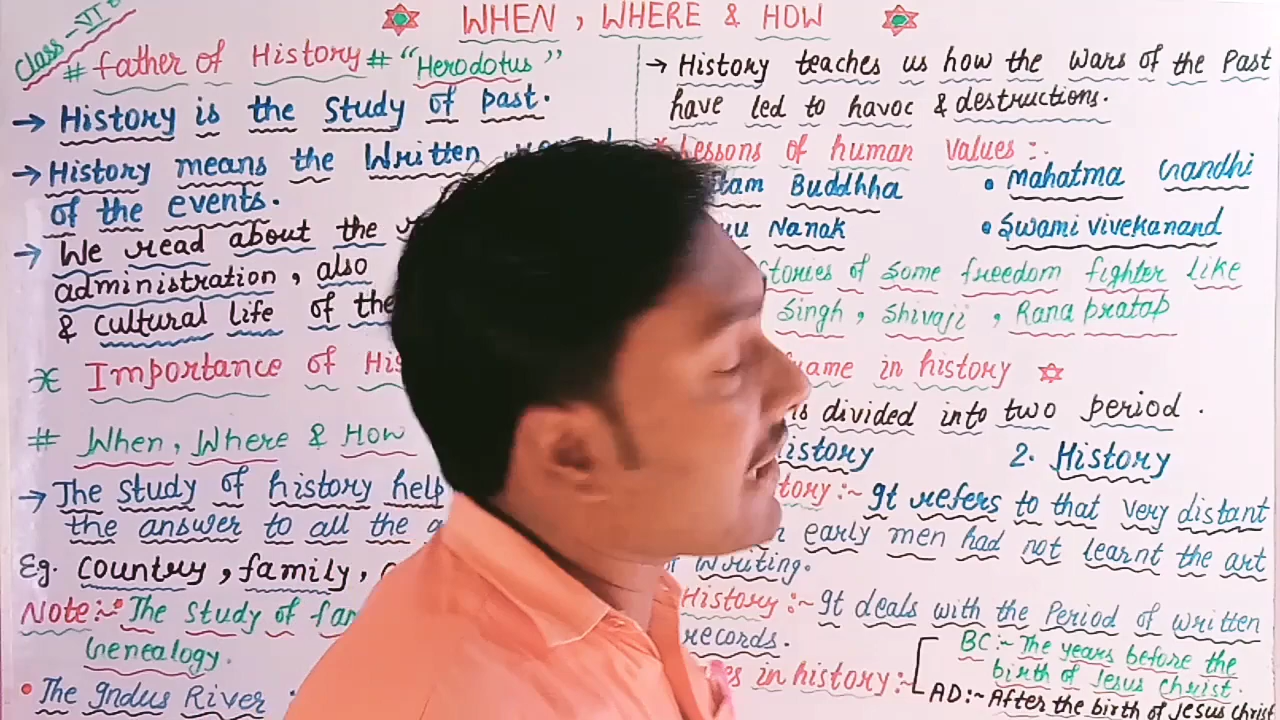 Class-VI
WHEN, WHERE & HOW
# father of History # "Herodotus"
→ History is the Study of past.
→ History means the Written
of the events.
→ We read about the
administration, also
& cultural life of the
Importance of
# When, Where & How
→ The study of history help
the answer to all the
Eg. country, family,
Note:~ The study of
Genealogy.
• The Indus River
→ History teaches us how the wars of the Past
have led to havoc & destructions.
Lessons of human Values :.
Buddhha • Mahatma Gandhi
Nanak • Swami vivekanand
Stories of some freedom fighter like
Singh, Shivaji, Rana pratap
in history
is divided into two period.
2. History
:~ It refers to that very distant
early men had not learnt the art
of writing.
History :~ It deals with the Period of written
records.
in history:~
BC:~ The years before the
birth of Jesus christ.
AD:~ After the birth of Jesus christ